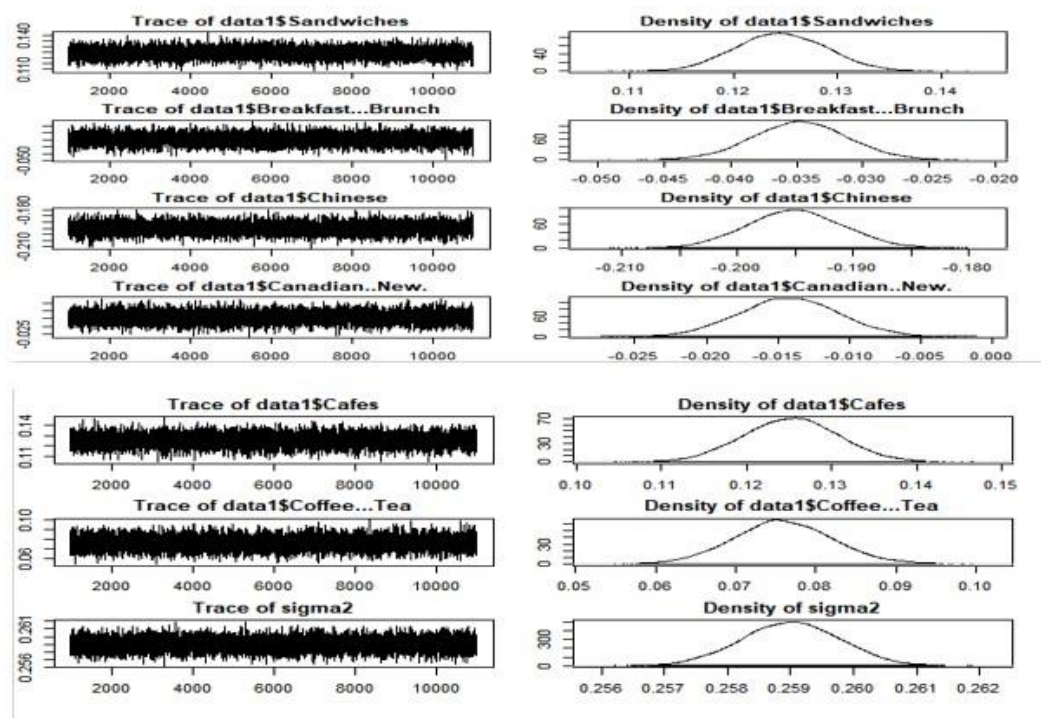 Trace of data1$Sandwiches Density of data1$Sandwiches
0.110 0.140 0 40
2000 4000 6000 8000 10000 0.11 0.12 0.13 0.14
Trace of data1$Breakfast...Brunch Density of data1$Breakfast...Brunch
-0.050 0 60
2000 4000 6000 8000 10000 -0.050 -0.045 -0.040 -0.035 -0.030 -0.025 -0.020
Trace of data1$Chinese Density of data1$Chinese
-0.210 -0.180 0 60
2000 4000 6000 8000 10000 -0.210 -0.200 -0.190 -0.180
Trace of data1$Canadian..New. Density of data1$Canadian..New.
-0.025 0 60
2000 4000 6000 8000 10000 -0.025 -0.020 -0.015 -0.010 -0.005 0.000
Trace of data1$Cafes Density of data1$Cafes
0.11 0.14 0 30 70
2000 4000 6000 8000 10000 0.10 0.11 0.12 0.13 0.14 0.15
Trace of data1$Coffee...Tea Density of data1$Coffee...Tea
0.06 0.10 0 30
2000 4000 6000 8000 10000 0.05 0.06 0.07 0.08 0.09 0.10
Trace of sigma2 Density of sigma2
0.256 0.261 0 300
2000 4000 6000 8000 10000 0.256 0.257 0.258 0.259 0.260 0.261 0.262